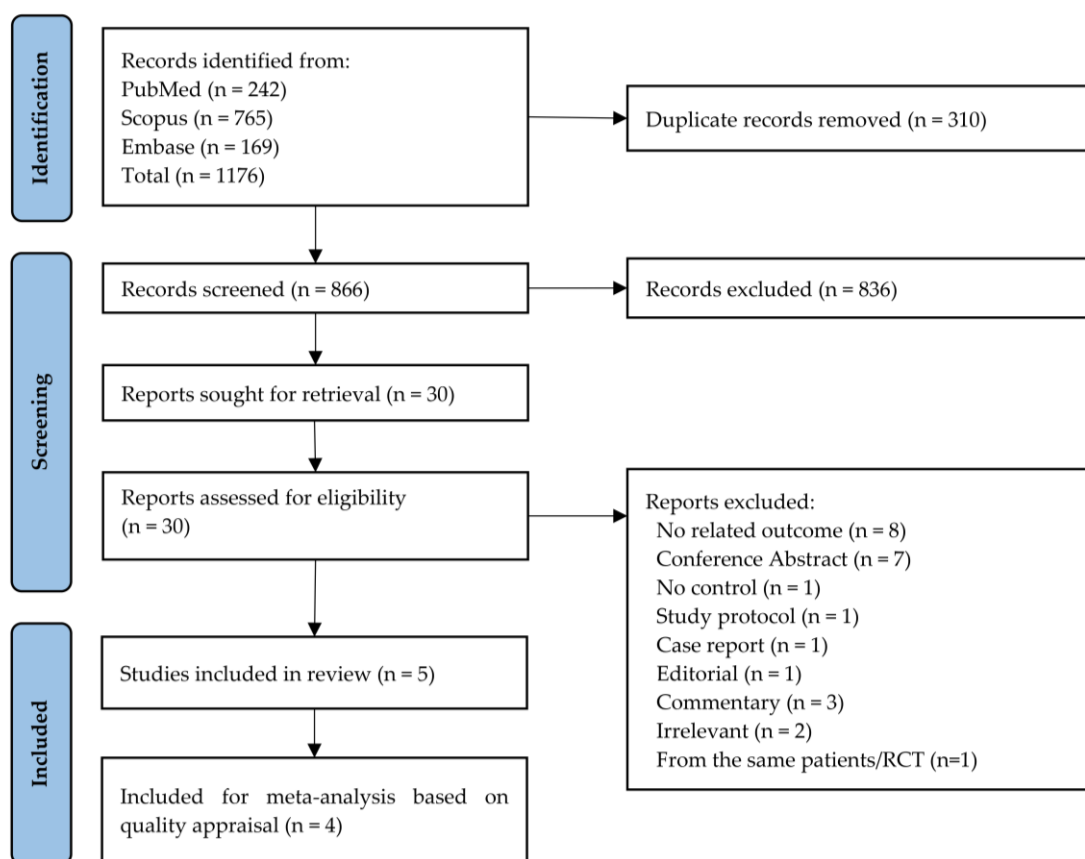 Identification
Records identified from:
PubMed (n = 242)
Scopus (n = 765)
Embase (n = 169)
Total (n = 1176)
Duplicate records removed (n = 310)
Screening
Records screened (n = 866)
Records excluded (n = 836)
Reports sought for retrieval (n = 30)
Reports assessed for eligibility
(n = 30)
Reports excluded:
No related outcome (n = 8)
Conference Abstract (n = 7)
No control (n = 1)
Study protocol (n = 1)
Case report (n = 1)
Editorial (n = 1)
Commentary (n = 3)
Irrelevant (n = 2)
From the same patients/RCT (n=1)
Included
Studies included in review (n = 5)
Included for meta-analysis based on
quality appraisal (n = 4)